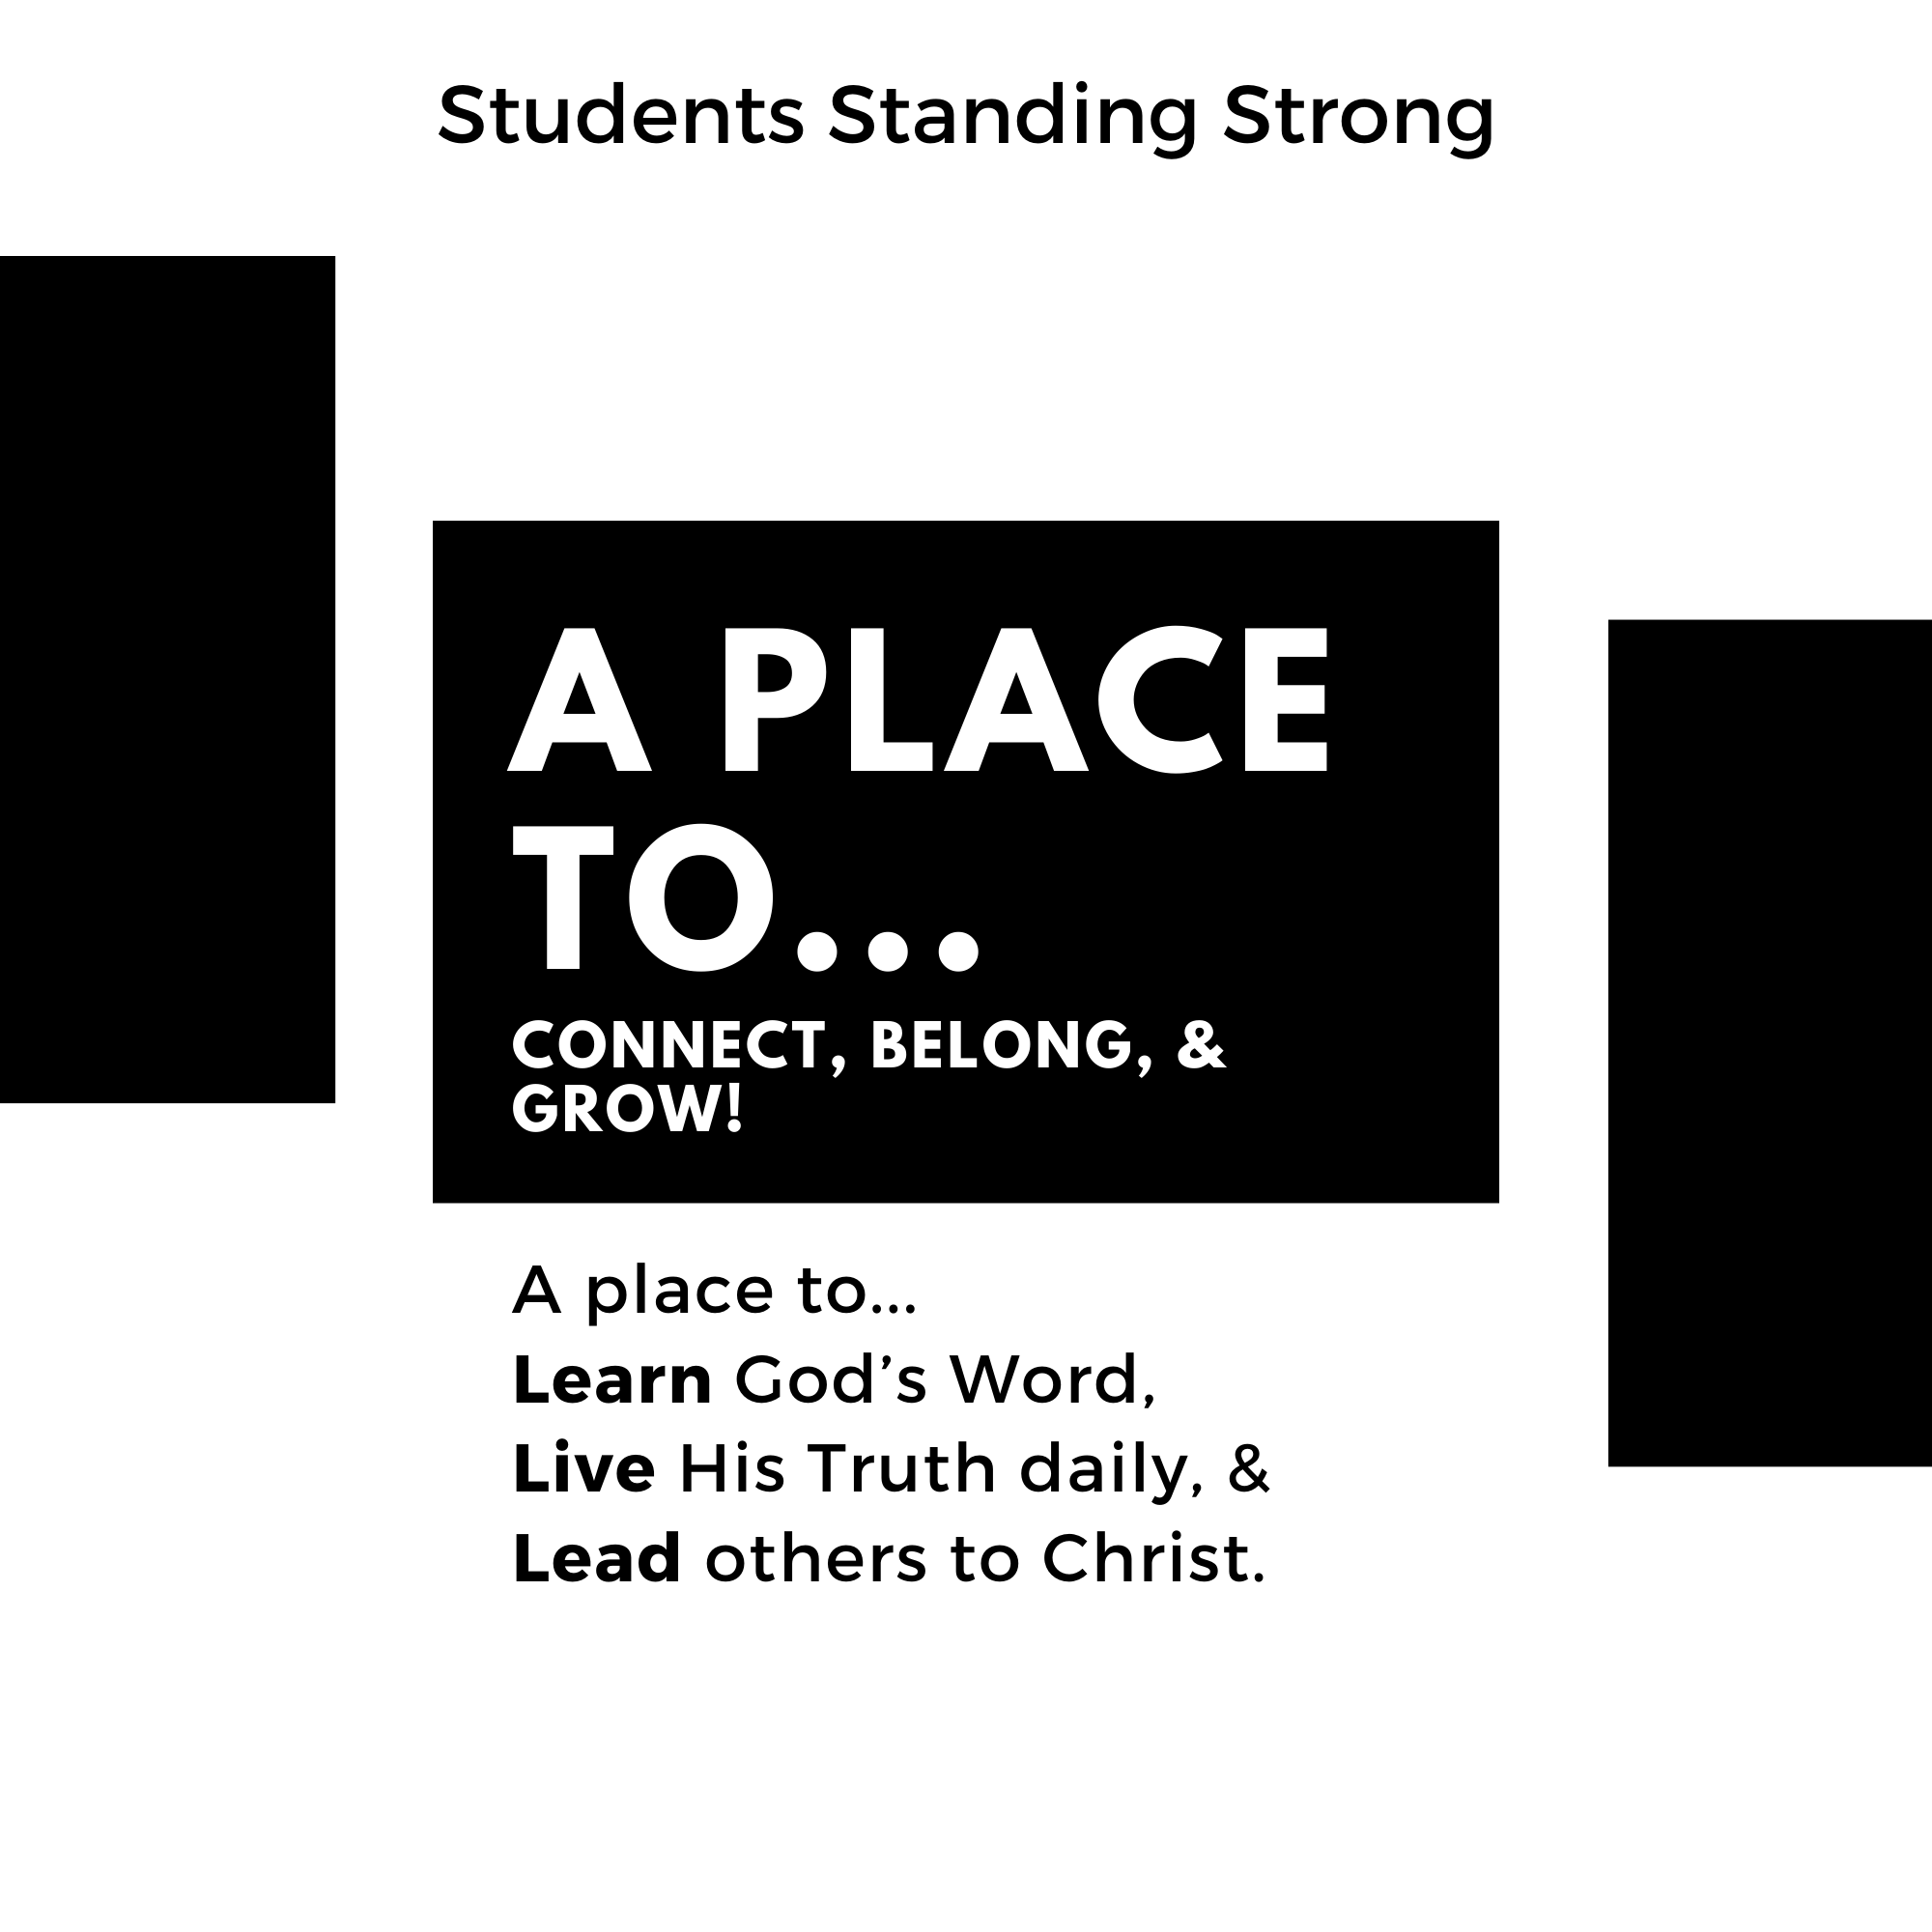 Students Standing Strong
A PLACE
TO...
CONNECT, BELONG, &
GROW!
A place to...
Learn God’s Word,
Live His Truth daily, &
Lead others to Christ.